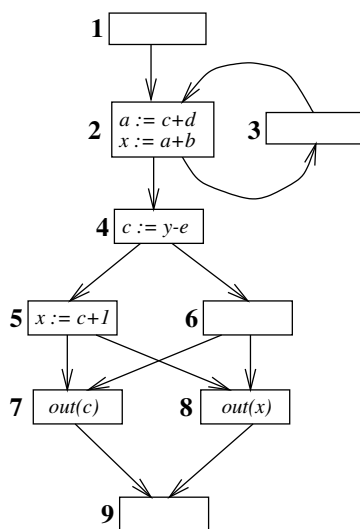 1
2
a := c+d
x := a+b
3
4
c := y-e
5
x := c+1
6
7
out(c)
8
out(x)
9